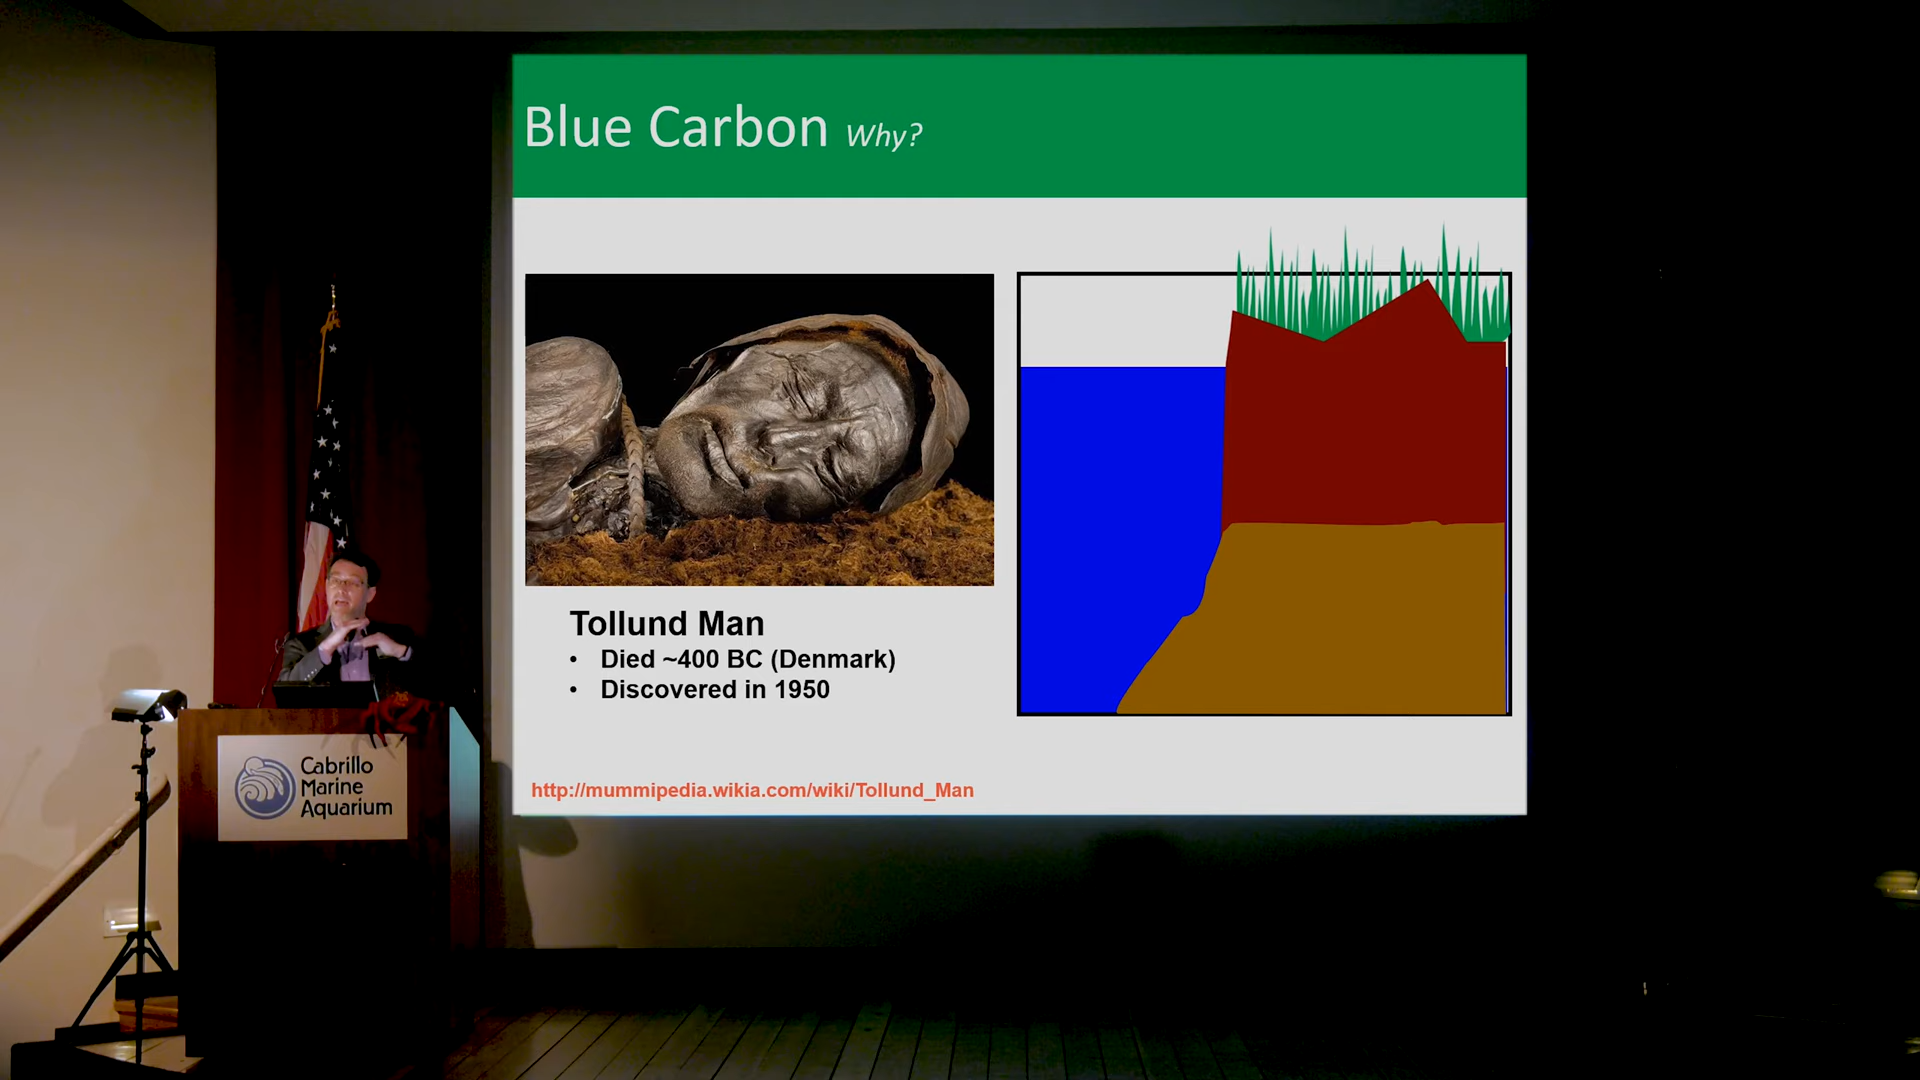 Blue Carbon Why?
Tollund Man
• Died ~400 BC (Denmark)
• Discovered in 1950
http://mummipedia.wikia.com/wiki/Tollund_Man
Cabrillo
Marine
Aquarium